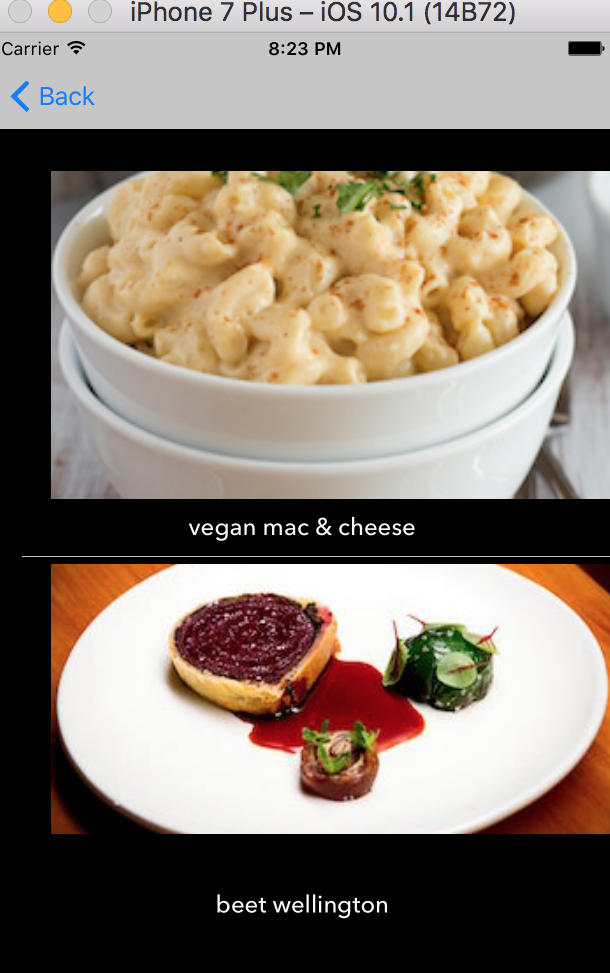 iPhone 7 Plus – iOS 10.1 (14B72)
Carrier 8:23 PM
Back
vegan mac & cheese
beet wellington